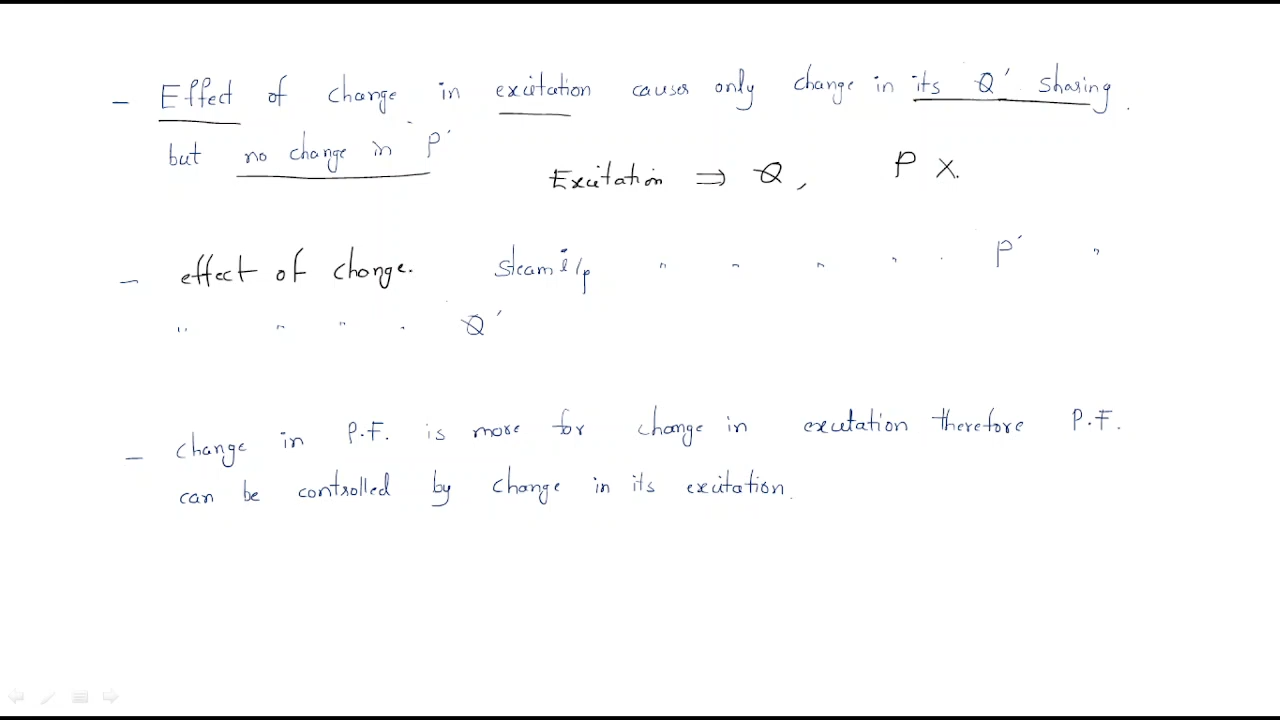 - Effect of change in excitation causes only change in its Q' sharing.
but no change in P'
Excitation ⇒ Q, P X.
- effect of change. steam i/p " " " " . P' "
" " " . Q'
- change in P.F. is more for change in excitation therefore P.F.
can be controlled by change in its excitation.